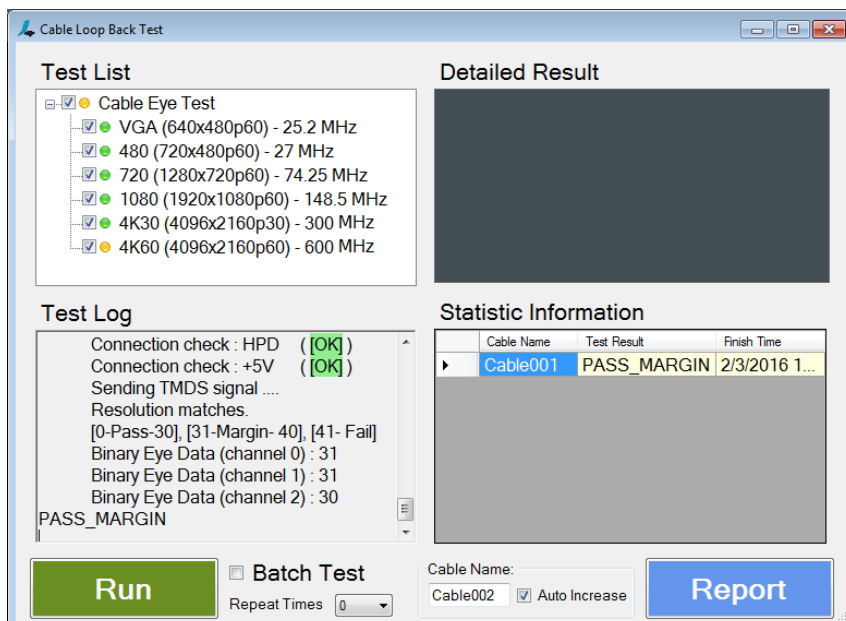 Cable Loop Back Test
Test List
Cable Eye Test
VGA (640x480p60) - 25.2 MHz
480 (720x480p60) - 27 MHz
720 (1280x720p60) - 74.25 MHz
1080 (1920x1080p60) - 148.5 MHz
4K30 (4096x2160p30) - 300 MHz
4K60 (4096x2160p60) - 600 MHz
Detailed Result
Test Log
Connection check : HPD ( [OK] )
Connection check : +5V ( [OK] )
Sending TMDS signal ....
Resolution matches.
[0-Pass-30], [31-Margin- 40], [41- Fail]
Binary Eye Data (channel 0) : 31
Binary Eye Data (channel 1) : 31
Binary Eye Data (channel 2) : 30
PASS_MARGIN
Statistic Information
Cable Name Test Result Finish Time
Cable001 PASS_MARGIN 2/3/2016 1...
Run
Batch Test
Repeat Times 0
Cable Name:
Cable002 Auto Increase
Report